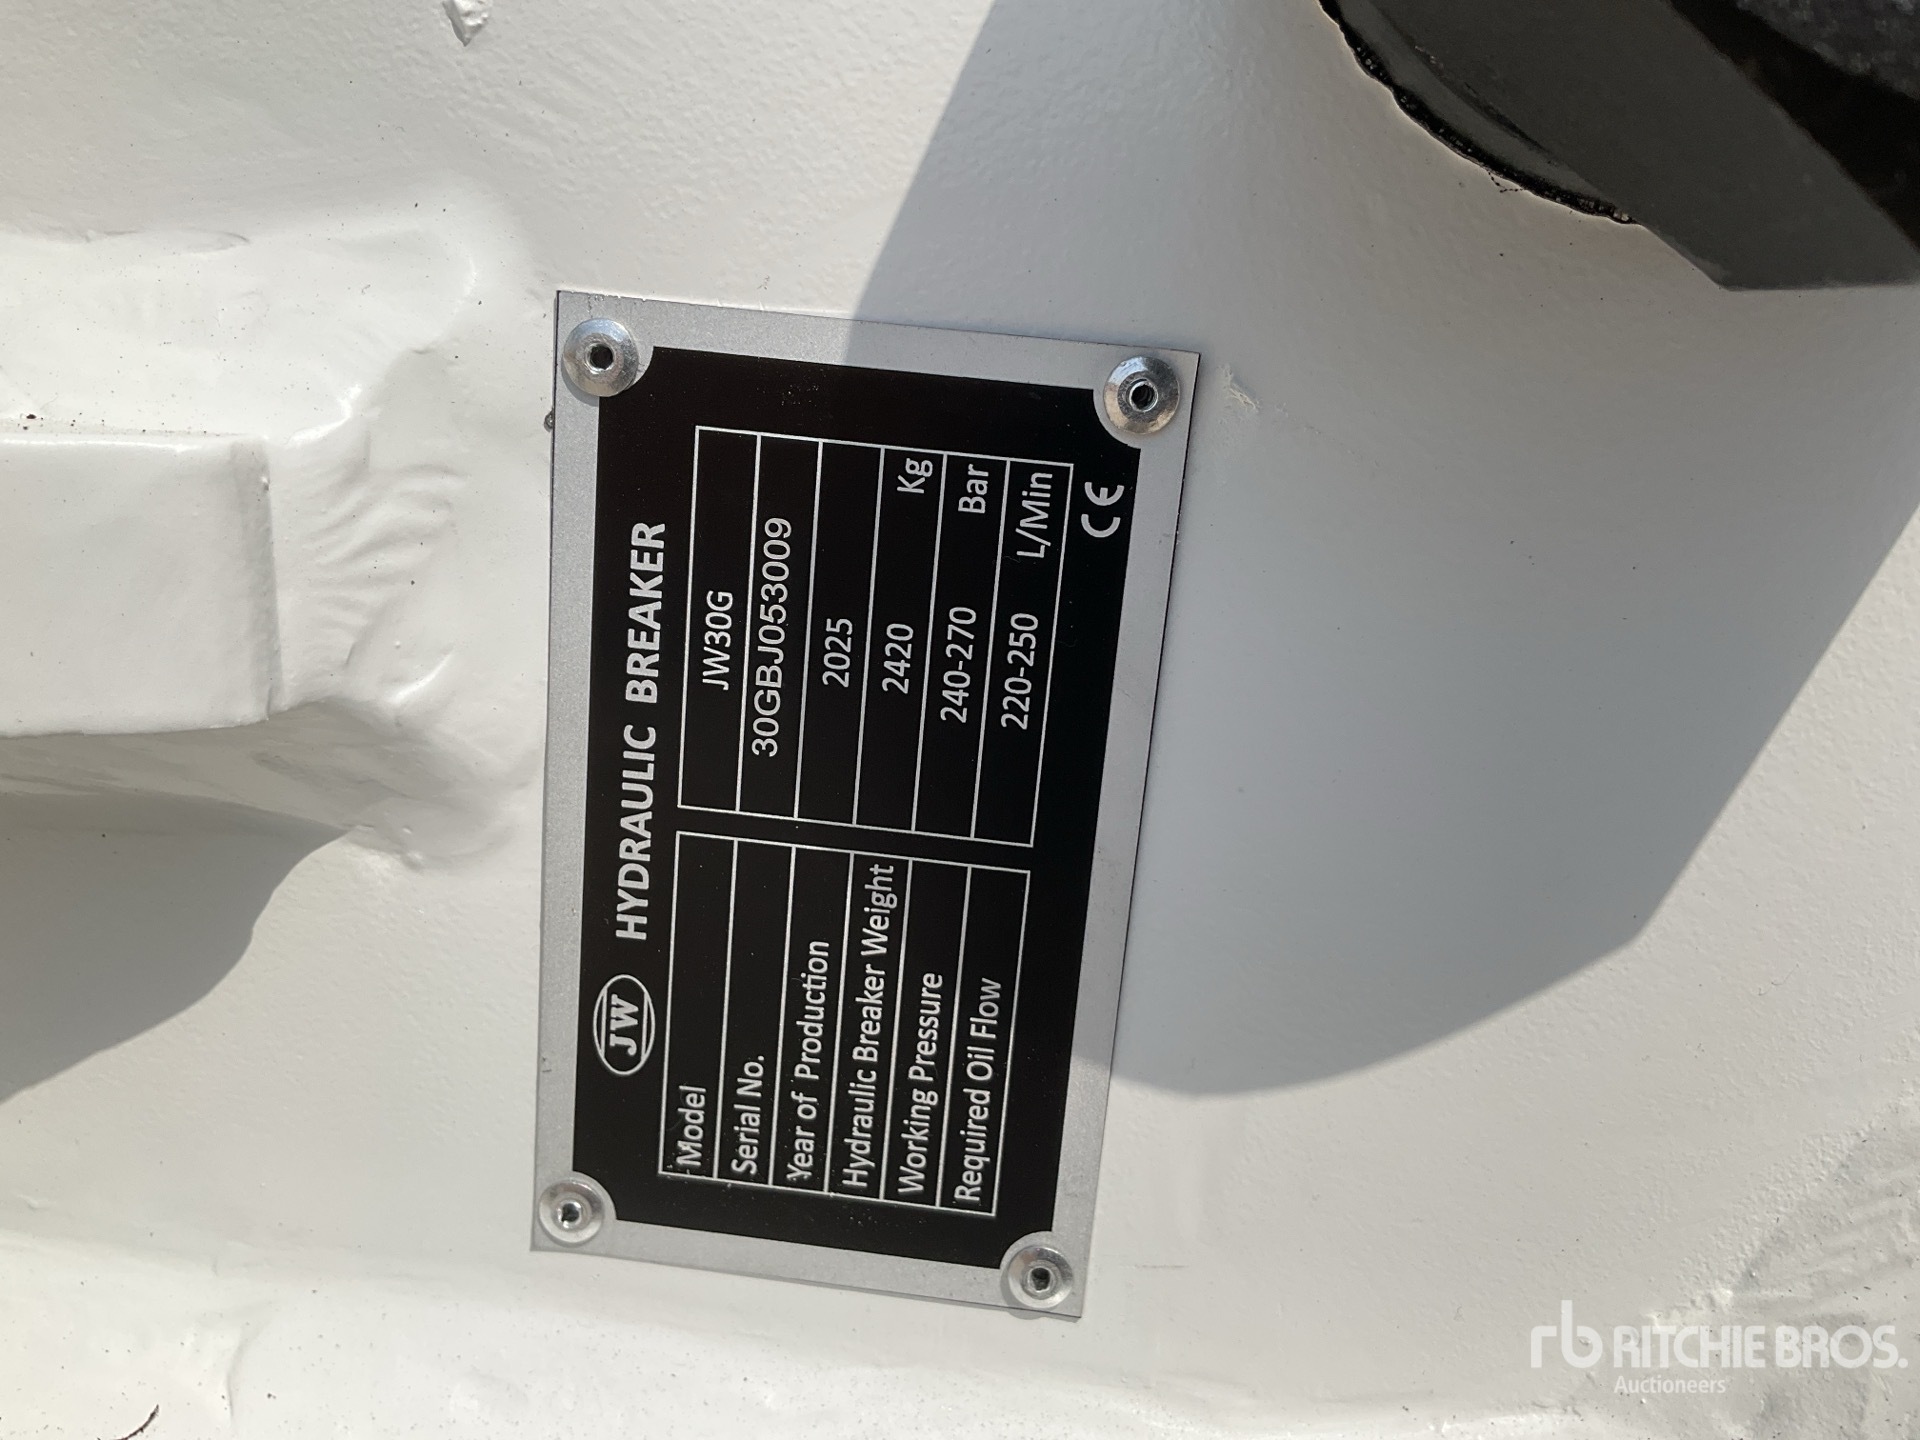 JW HYDRAULIC BREAKER
Model JW30G
Serial No. 30GBJ053009
Year of Production 2025
Hydraulic Breaker Weight 2420 Kg
Working Pressure 240-270 Bar
Required Oil Flow 220-250 L/Min
CE
rb RITCHIE BROS.
Auctioneers